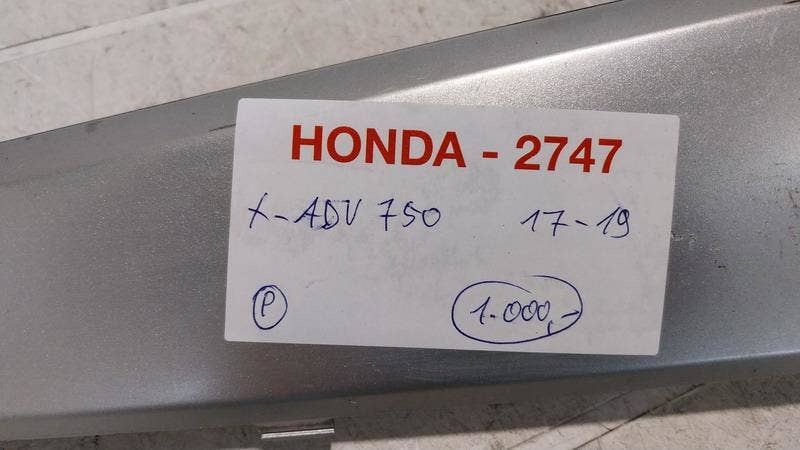 HONDA - 2747
X-ADV 750 17-19
P 1.000,-